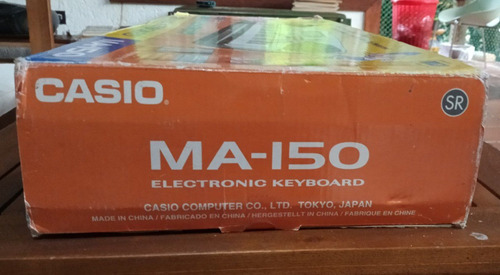 CASIO®
SR
MA-150
ELECTRONIC KEYBOARD
CASIO COMPUTER CO., LTD. TOKYO, JAPAN
MADE IN CHINA / FABRICADO EN CHINA / HERGESTELLT IN CHINA / FABRIQUE EN CHINE